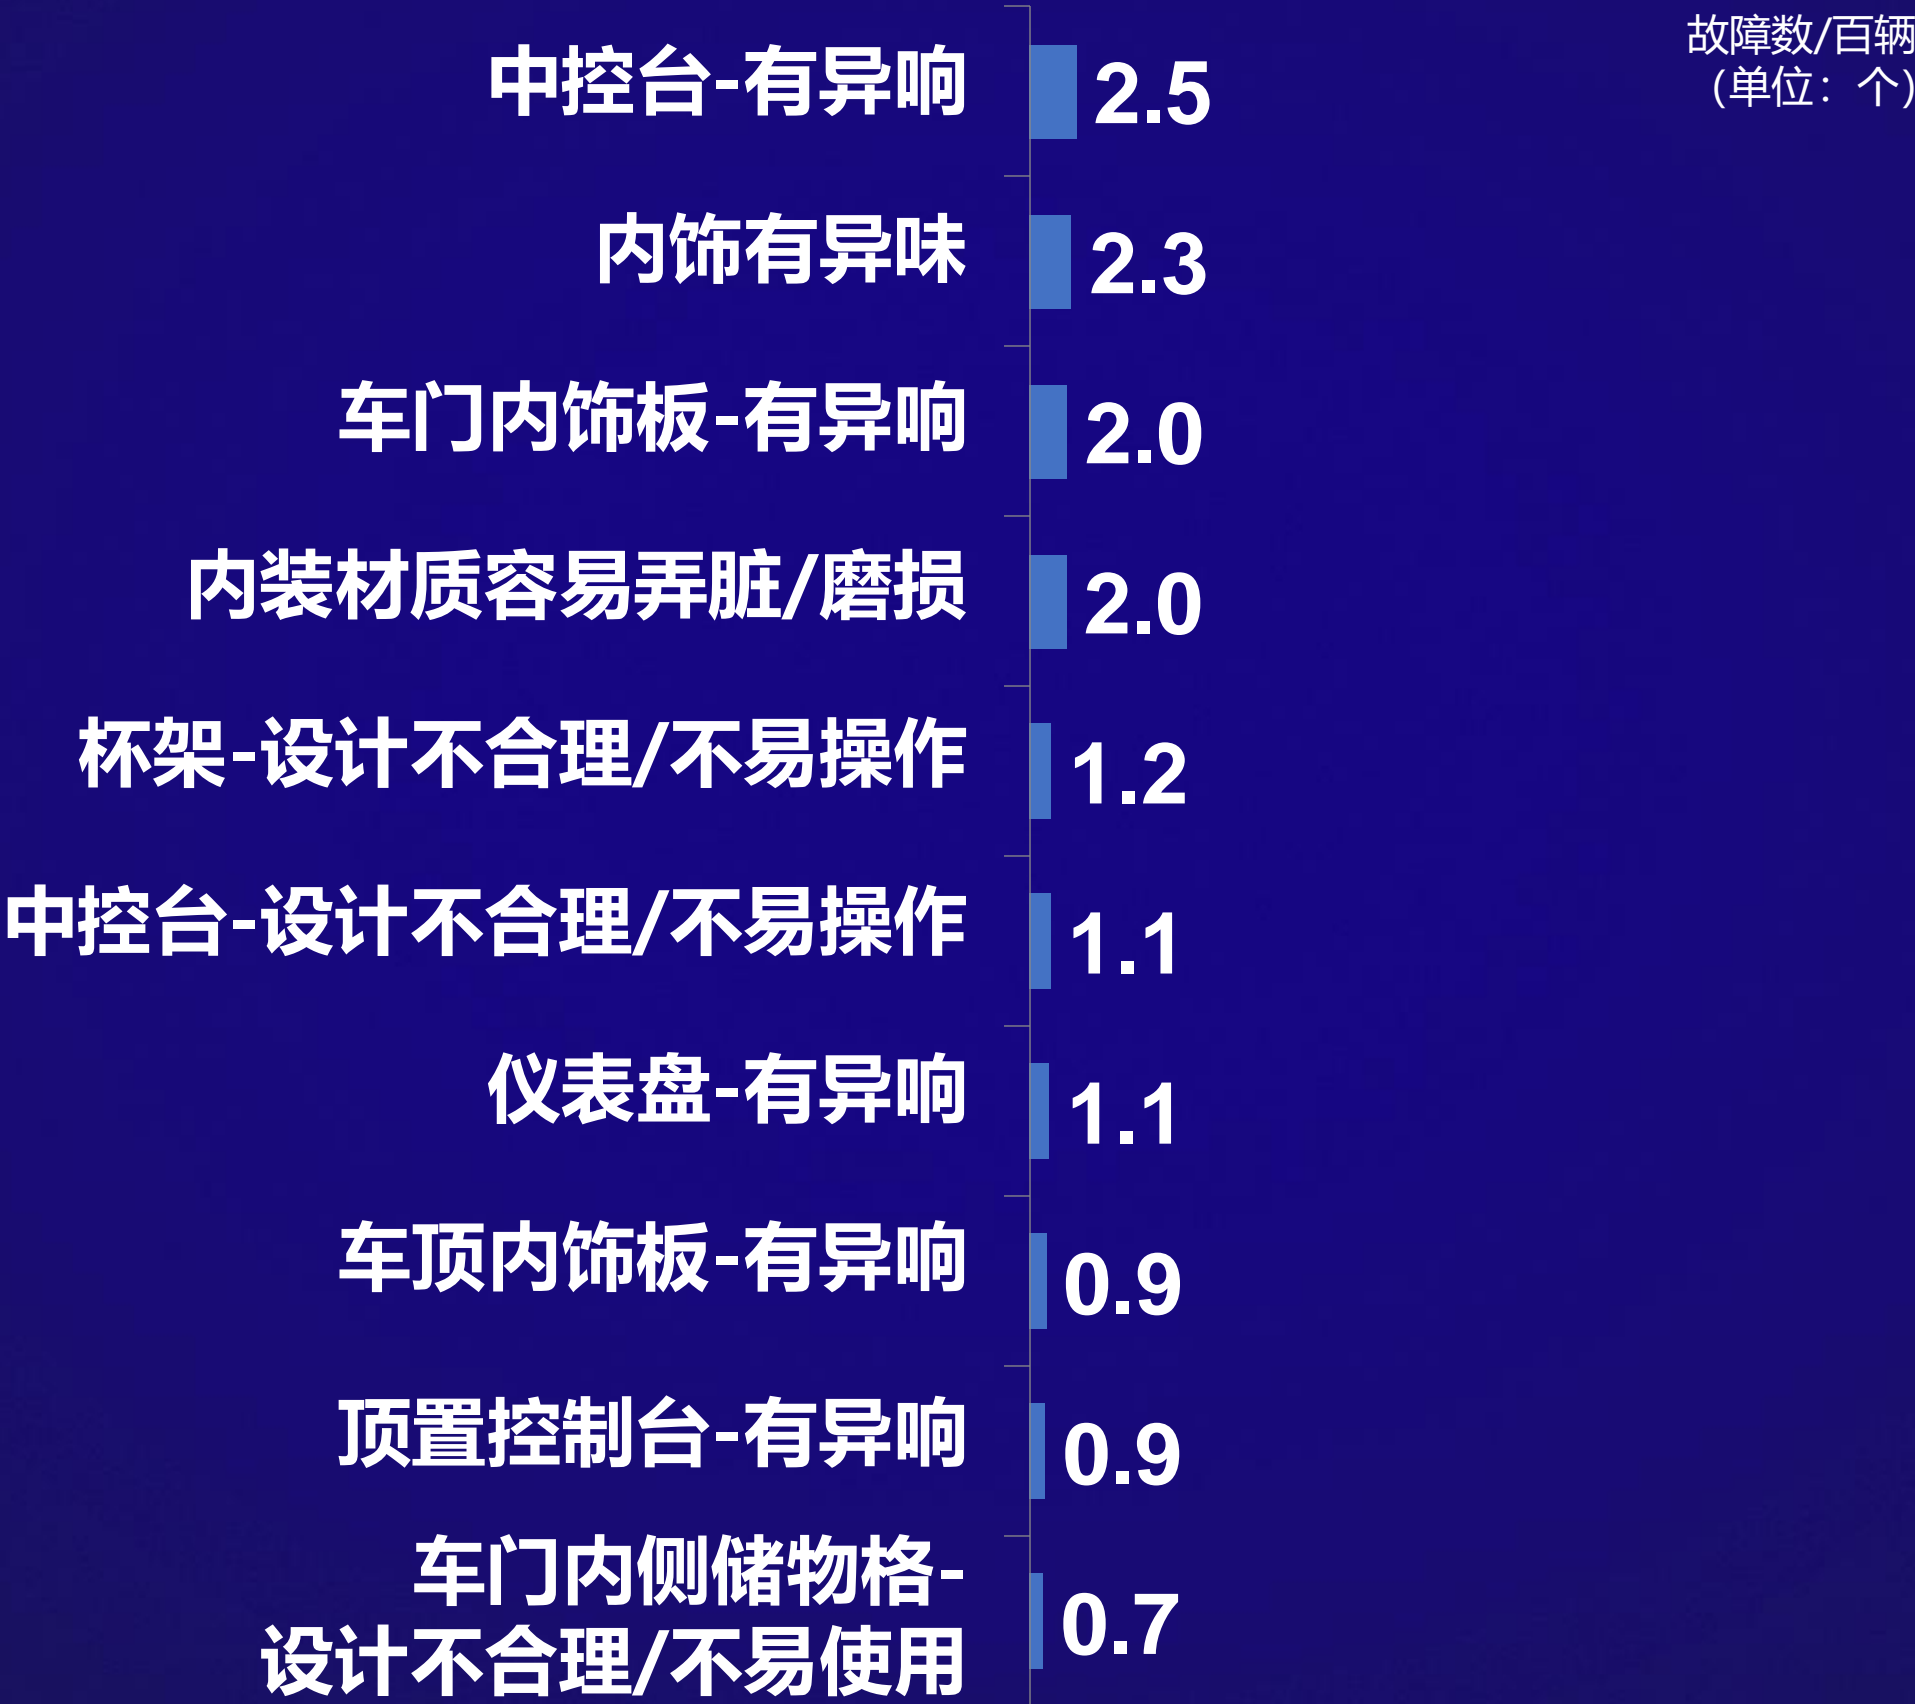 故障数/百辆
（单位：个）
中控台-有异响
2.5
内饰有异味
2.3
车门内饰板-有异响
2.0
内装材质容易弄脏/磨损
2.0
杯架-设计不合理/不易操作
1.2
中控台-设计不合理/不易操作
1.1
仪表盘-有异响
1.1
车顶内饰板-有异响
0.9
顶置控制台-有异响
0.9
车门内侧储物格-
设计不合理/不易使用
0.7